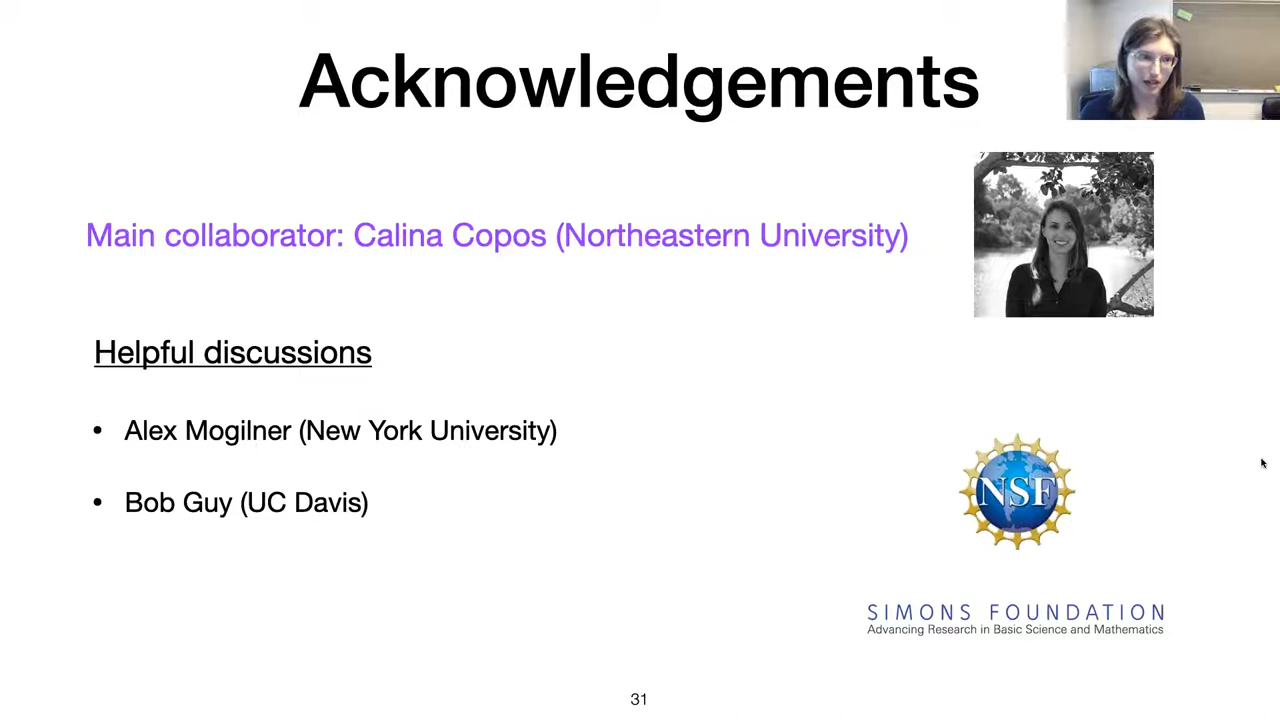 Acknowledgements
Main collaborator: Calina Copos (Northeastern University)
Helpful discussions
• Alex Mogilner (New York University)
• Bob Guy (UC Davis)
NSF
SIMONS FOUNDATION
Advancing Research in Basic Science and Mathematics
31